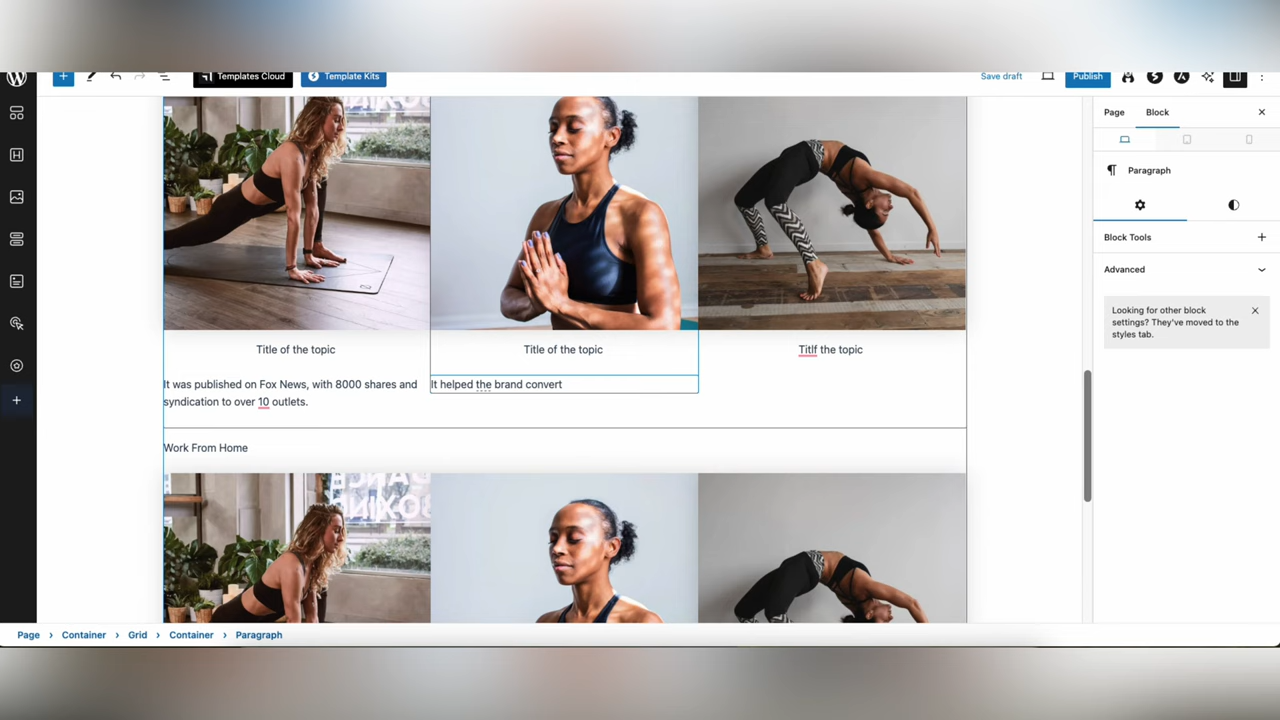 Templates Cloud
Template Kits
Save draft
Publish
Page
Block
Paragraph
Block Tools
Advanced
Looking for other block
settings? They've moved to the
styles tab.
Title of the topic
Title of the topic
Titlf the topic
It was published on Fox News, with 8000 shares and
syndication to over 10 outlets.
It helped the brand convert
Work From Home
Page › Container › Grid › Container › Paragraph